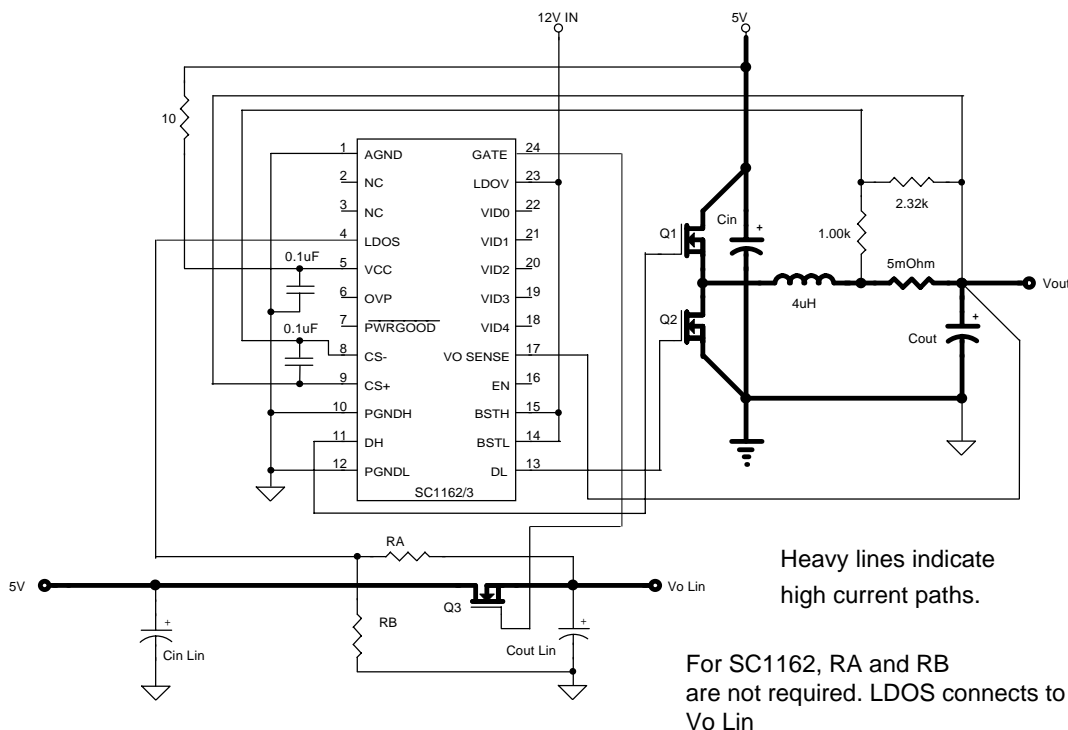 12V IN
5V
10
2.32k
1.00k
1 AGND GATE 24
2 NC LDOV 23
3 NC VID0 22
4 LDOS VID1 21
5 VCC VID2 20
6 OVP VID3 19
7 PWRGOOD VID4 18
8 CS- VO SENSE 17
9 CS+ EN 16
10 PGNDH BSTH 15
11 DH BSTL 14
12 PGNDL DL 13
SC1162/3
0.1uF
0.1uF
Q1
Cin
+
Q2
4uH
5mOhm
Vout
+
Cout
RA
5V
Vo Lin
Q3
RB
+
Cin Lin
+
Cout Lin
Heavy lines indicate
high current paths.
For SC1162, RA and RB
are not required. LDOS connects to
Vo Lin